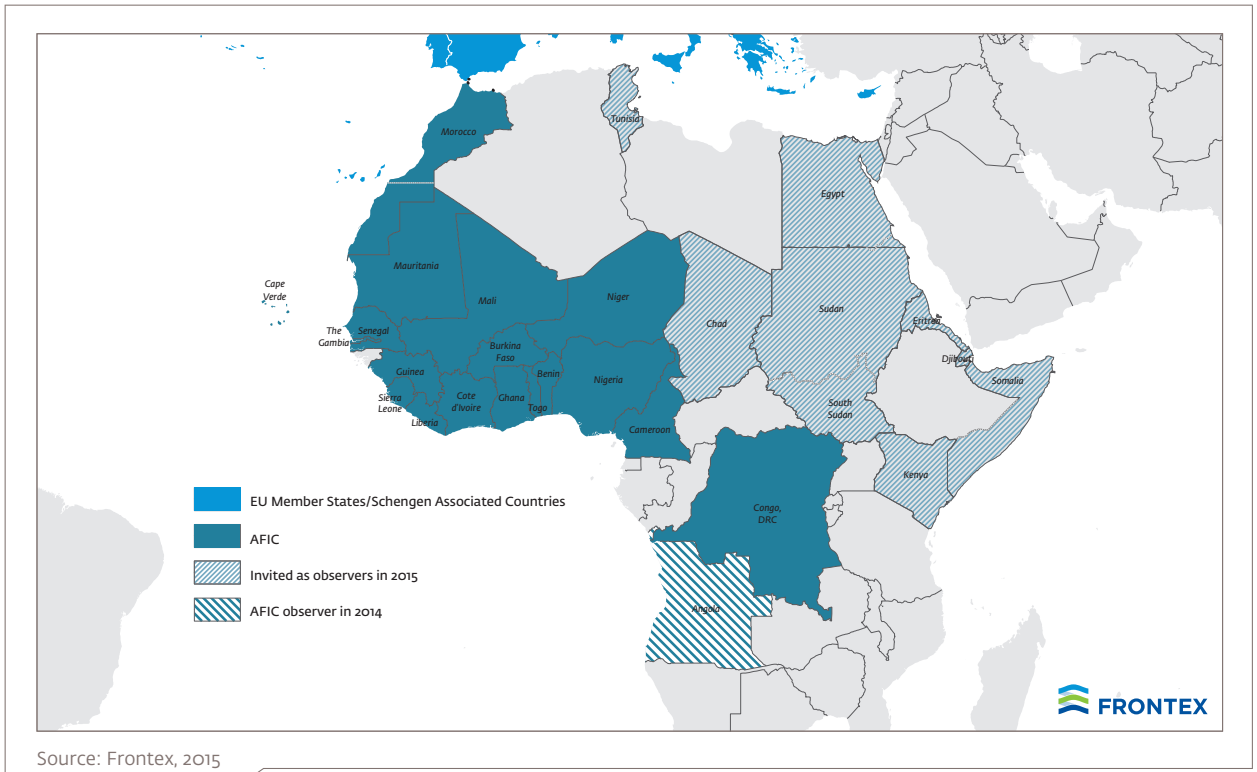 Morocco
Tunisia
Egypt
Mauritania
Cape
Verde
Mali
Niger
Chad
Sudan
Eritrea
The
Gambia
Senegal
Burkina
Faso
Djibouti
Guinea
Benin
Nigeria
Somalia
Sierra
Leone
Cote
d'Ivoire
Ghana
Togo
South
Sudan
Liberia
Cameroon
Kenya
Congo,
DRC
Angola
EU Member States/Schengen Associated Countries
AFIC
Invited as observers in 2015
AFIC observer in 2014
FRONTEX
Source: Frontex, 2015